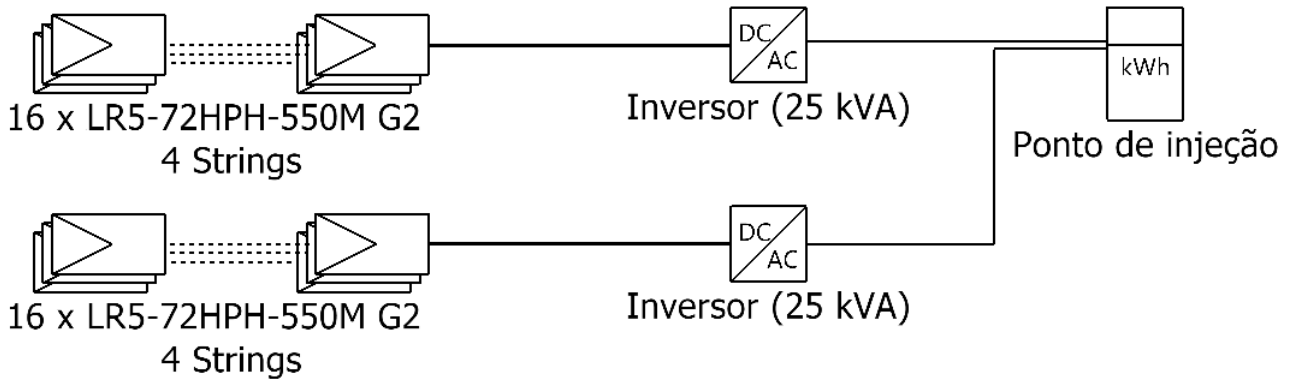 DC
AC
kWh
16 x LR5-72HPH-550M G2
4 Strings
Inversor (25 kVA)
Ponto de injeção
DC
AC
16 x LR5-72HPH-550M G2
4 Strings
Inversor (25 kVA)